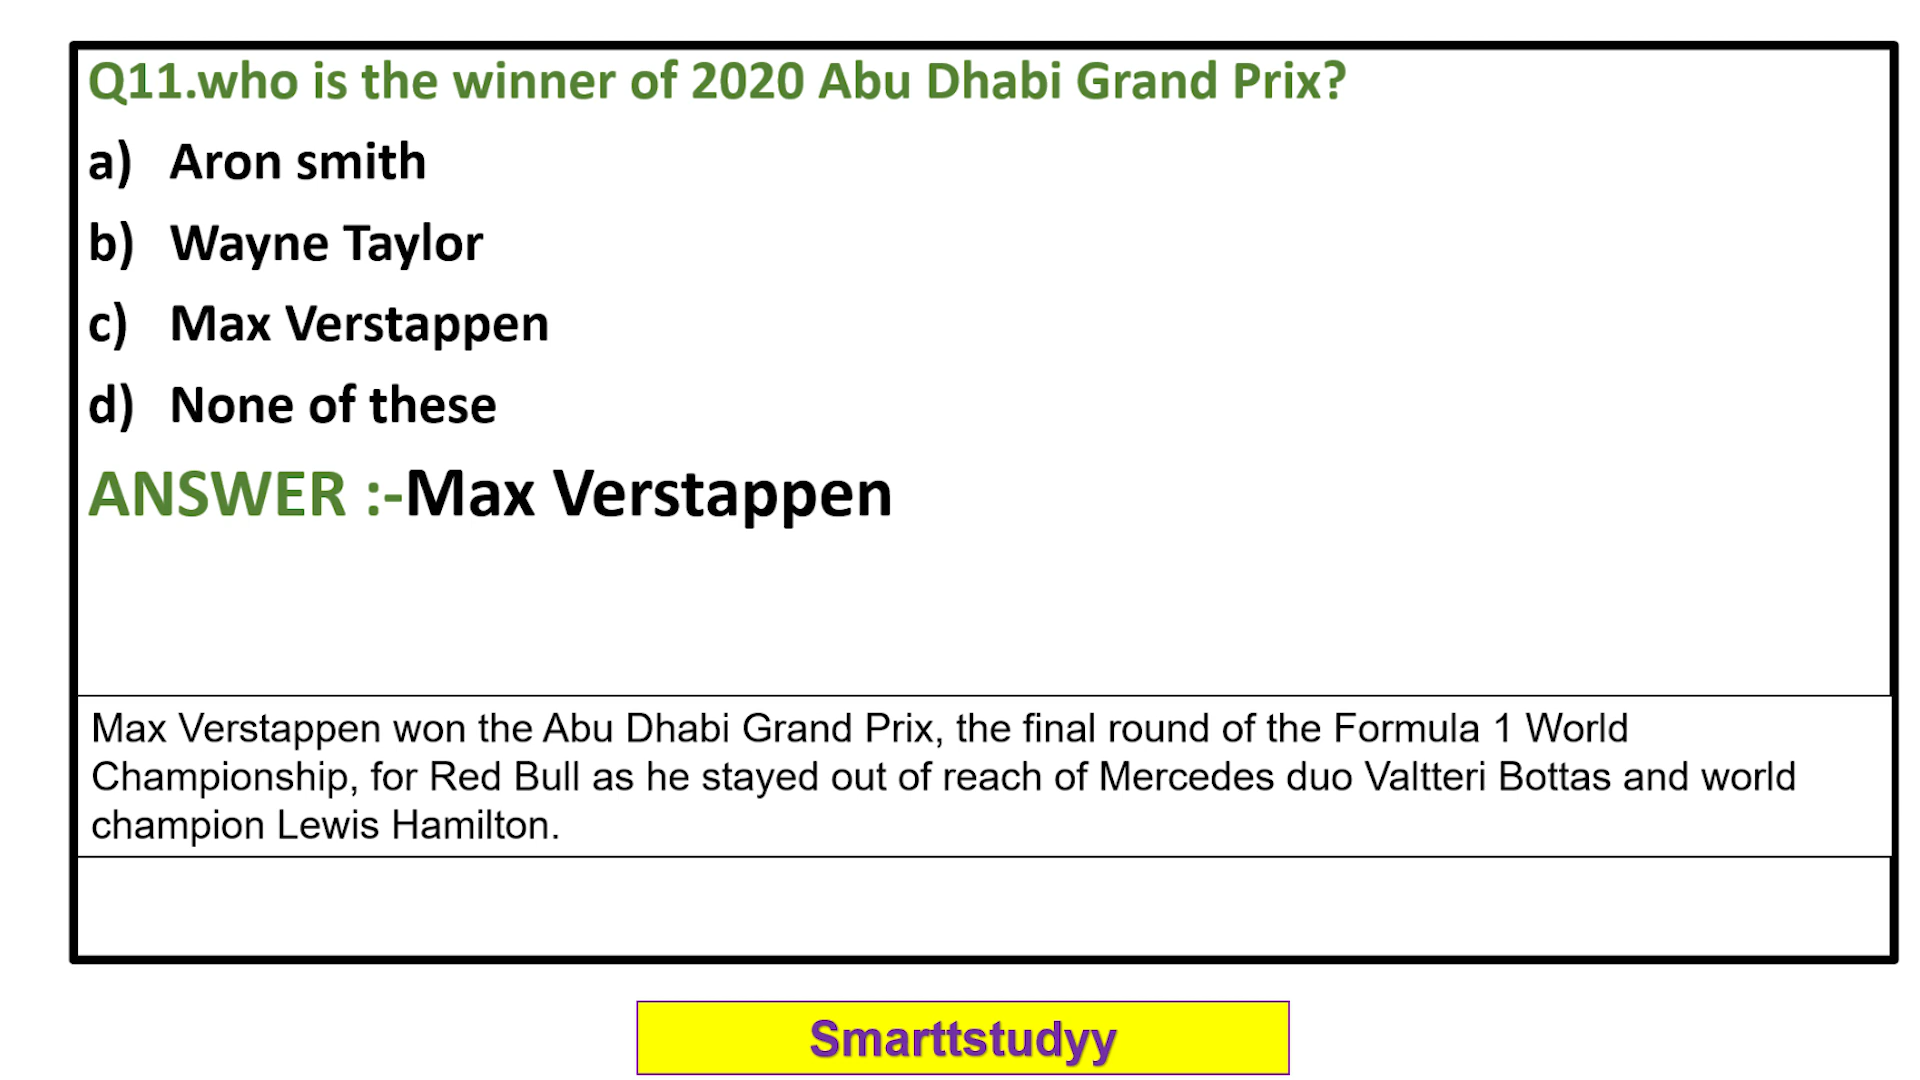 Q11.who is the winner of 2020 Abu Dhabi Grand Prix?
a) Aron smith
b) Wayne Taylor
c) Max Verstappen
d) None of these
ANSWER :-Max Verstappen
Max Verstappen won the Abu Dhabi Grand Prix, the final round of the Formula 1 World
Championship, for Red Bull as he stayed out of reach of Mercedes duo Valtteri Bottas and world
champion Lewis Hamilton.
Smarttstudyy